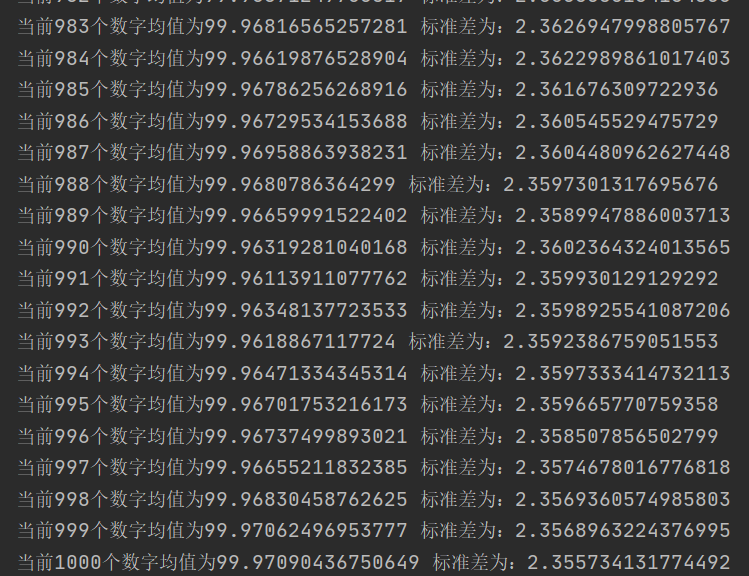 当前983个数字均值为99.96816565257281 标准差为：2.3626947998805767
当前984个数字均值为99.96619876528904 标准差为：2.3622989861017403
当前985个数字均值为99.96786256268916 标准差为：2.361676309722936
当前986个数字均值为99.96729534153688 标准差为：2.360545529475729
当前987个数字均值为99.96958863938231 标准差为：2.3604480962627448
当前988个数字均值为99.9680786364299 标准差为：2.3597301317695676
当前989个数字均值为99.96659991522402 标准差为：2.35899478860037​13
当前990个数字均值为99.96319281040168 标准差为：2.3602364324013565
当前991个数字均值为99.96113911077762 标准差为：2.359930129129292
当前992个数字均值为99.96348137723533 标准差为：2.3598925541087206
当前993个数字均值为99.9618867117724 标准差为：2.3592386759051553
当前994个数字均值为99.96471334345314 标准差为：2.3597333414732113
当前995个数字均值为99.96701753216173 标准差为：2.359665770759358
当前996个数字均值为99.96737499893021 标准差为：2.358507856502799
当前997个数字均值为99.96655211832385 标准差为：2.3574678016776818
当前998个数字均值为99.96830458762625 标准差为：2.3569360574985803
当前999个数字均值为99.97062496953777 标准差为：2.3568963224376995
当前1000个数字均值为99.97090436750649 标准差为：2.355734131774492